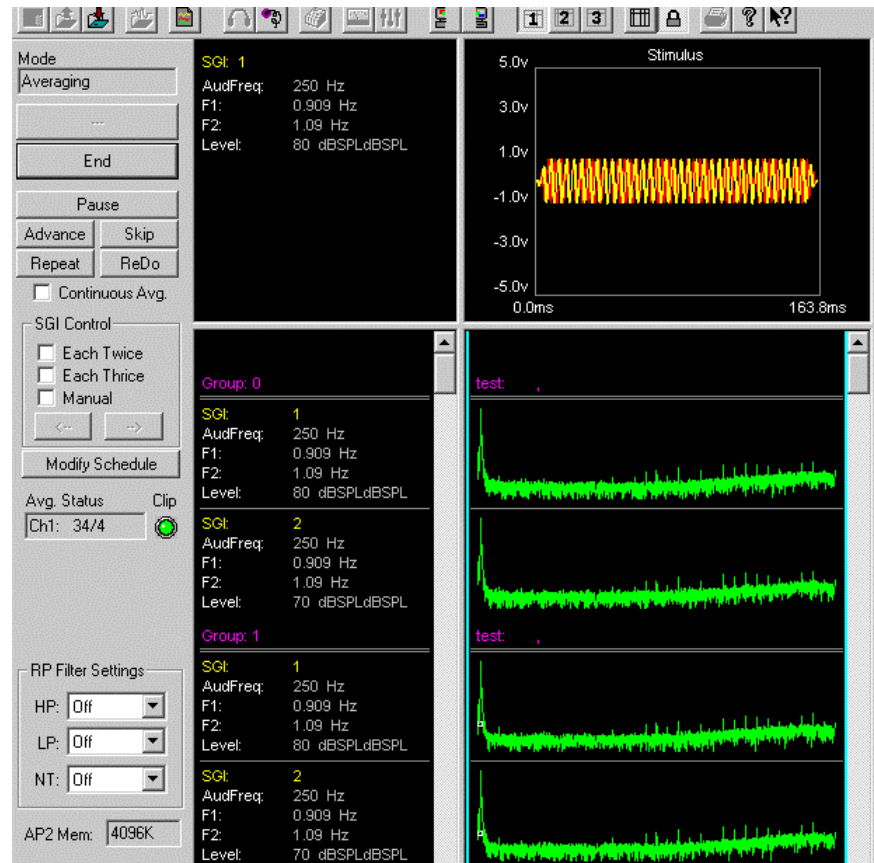 1 2 3
Mode
Averaging
---
End
Pause
Advance Skip
Repeat ReDo
Continuous Avg.
SGI Control
Each Twice
Each Thrice
Manual
<-- -->
Modify Schedule
Avg. Status Clip
Ch1: 34/4
RP Filter Settings
HP: Off
LP: Off
NT: Off
AP2 Mem: 4096K
SGI: 1
AudFreq: 250 Hz
F1: 0.909 Hz
F2: 1.09 Hz
Level: 80 dBSPLdBSPL
Stimulus
5.0v
3.0v
1.0v
-1.0v
-3.0v
-5.0v
0.0ms 163.8ms
Group: 0
test: ,
SGI: 1
AudFreq: 250 Hz
F1: 0.909 Hz
F2: 1.09 Hz
Level: 80 dBSPLdBSPL
SGI: 2
AudFreq: 250 Hz
F1: 0.909 Hz
F2: 1.09 Hz
Level: 70 dBSPLdBSPL
Group: 1
test: ,
SGI: 1
AudFreq: 250 Hz
F1: 0.909 Hz
F2: 1.09 Hz
Level: 80 dBSPLdBSPL
SGI: 2
AudFreq: 250 Hz
F1: 0.909 Hz
F2: 1.09 Hz
Level: 70 dBSPLdBSPL